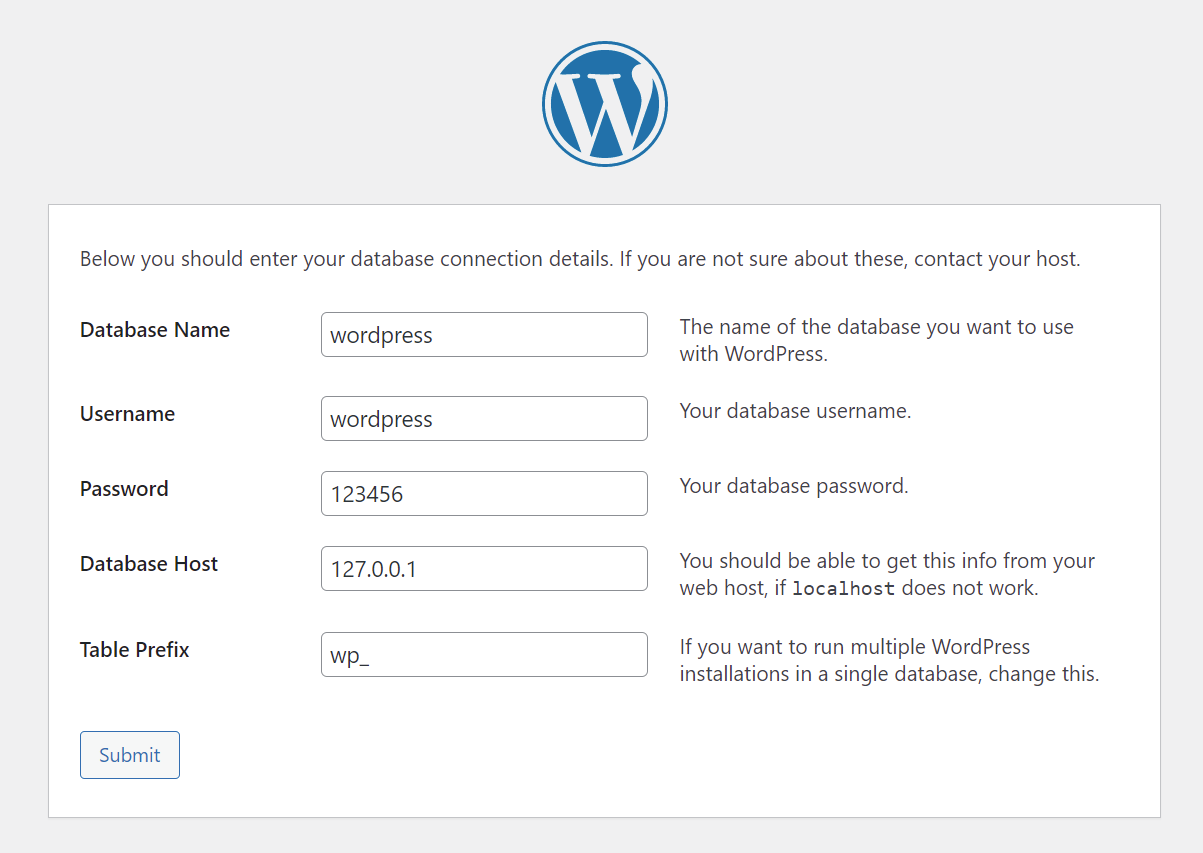 Below you should enter your database connection details. If you are not sure about these, contact your host.
Database Name
wordpress
The name of the database you want to use
with WordPress.
Username
wordpress
Your database username.
Password
123456
Your database password.
Database Host
127.0.0.1
You should be able to get this info from your
web host, if localhost does not work.
Table Prefix
wp_
If you want to run multiple WordPress
installations in a single database, change this.
Submit